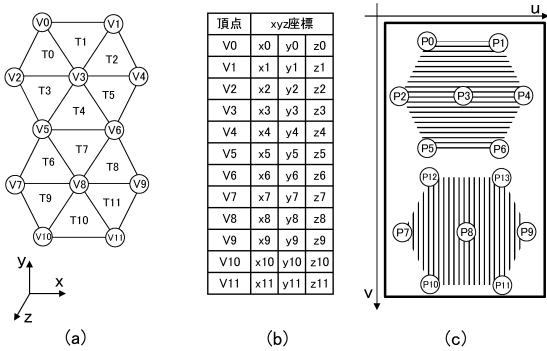 V0 V1
T1
T0 T2
V2 V3 V4
T3 T5
T4
V5 V6
T7
T6 T8
V7 V8 V9
T9 T11
T10
V10 V11
y
x
z
(a)
頂点 xyz座標
V0 x0 y0 z0
V1 x1 y1 z1
V2 x2 y2 z2
V3 x3 y3 z3
V4 x4 y4 z4
V5 x5 y5 z5
V6 x6 y6 z6
V7 x7 y7 z7
V8 x8 y8 z8
V9 x9 y9 z9
V10 x10 y10 z10
V11 x11 y11 z11
(b)
u
P0 P1
P2 P3 P4
P5 P6
P12 P13
P7 P8 P9
P10 P11
v
(c)